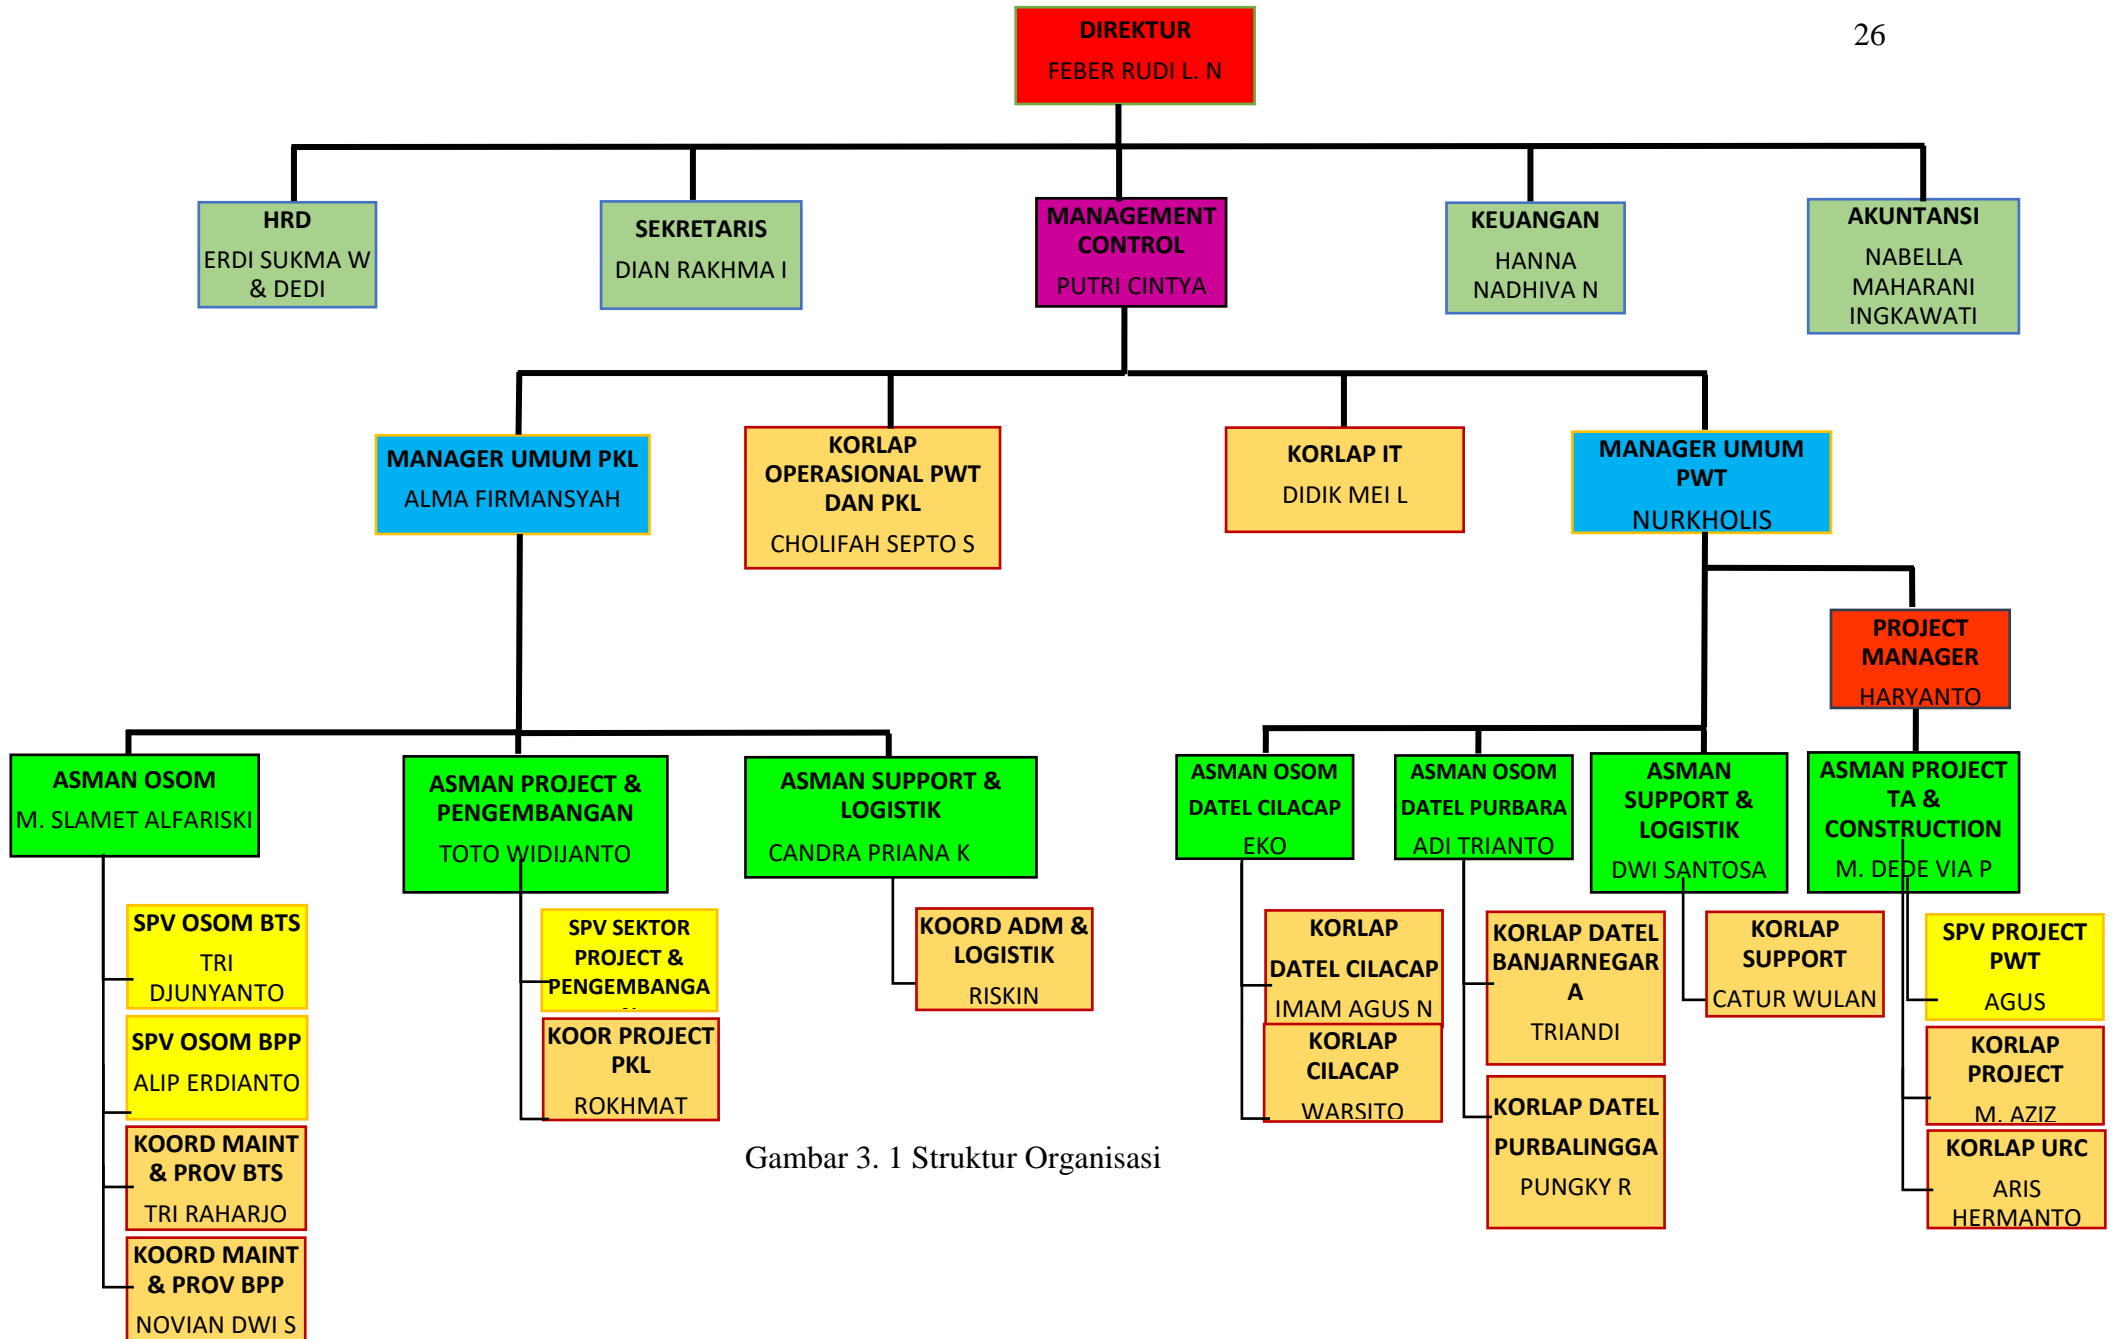 26
DIREKTUR
FEBER RUDI L. N
HRD
ERDI SUKMA W
& DEDI
SEKRETARIS
DIAN RAKHMA I
MANAGEMENT
CONTROL
PUTRI CINTYA
KEUANGAN
HANNA
NADHIVA N
AKUNTANSI
NABELLA
MAHARANI
INGKAWATI
MANAGER UMUM PKL
ALMA FIRMANSYAH
KORLAP
OPERASIONAL PWT
DAN PKL
CHOLIFAH SEPTO S
KORLAP IT
DIDIK MEI L
MANAGER UMUM
PWT
NURKHOLIS
PROJECT
MANAGER
HARYANTO
ASMAN OSOM
M. SLAMET ALFARISKI
ASMAN PROJECT &
PENGEMBANGAN
TOTO WIDIJANTO
ASMAN SUPPORT &
LOGISTIK
CANDRA PRIANA K
ASMAN OSOM
DATEL CILACAP
EKO
ASMAN OSOM
DATEL PURBARA
ADI TRIANTO
ASMAN
SUPPORT &
LOGISTIK
DWI SANTOSA
ASMAN PROJECT
TA &
CONSTRUCTION
M. DEDE VIA P
SPV OSOM BTS
TRI
DJUNYANTO
SPV OSOM BPP
ALIP ERDIANTO
KOORD MAINT
& PROV BTS
TRI RAHARJO
KOORD MAINT
& PROV BPP
NOVIAN DWI S
SPV SEKTOR
PROJECT &
PENGEMBANGA
KOOR PROJECT
PKL
ROKHMAT
KOORD ADM &
LOGISTIK
RISKIN
KORLAP
DATEL CILACAP
IMAM AGUS N
KORLAP
CILACAP
WARSITO
KORLAP DATEL
BANJARNEGAR
A
TRIANDI
KORLAP DATEL
PURBALINGGA
PUNGKY R
KORLAP
SUPPORT
CATUR WULAN
SPV PROJECT
PWT
AGUS
KORLAP
PROJECT
M. AZIZ
KORLAP URC
ARIS
HERMANTO
Gambar 3. 1 Struktur Organisasi